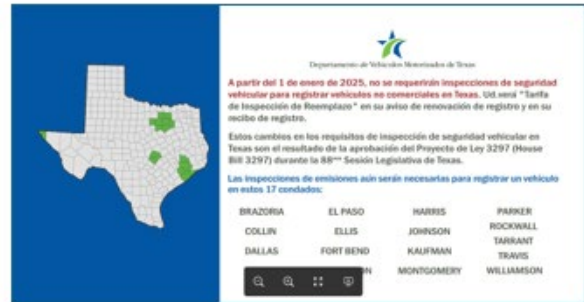 Departamento de Vehículos Motorizados de Texas
A partir del 1 de enero de 2025, no se requerirán inspecciones de seguridad
vehicular para registrar vehículos no comerciales en Texas. Ud. verá "Tarifa
de Inspección de Reemplazo" en su aviso de renovación de registro y en su
recibo de registro.
Estos cambios en los requisitos de inspección de seguridad vehicular en
Texas son el resultado de la aprobación del Proyecto de Ley 3297 (House
Bill 3297) durante la Sesión Legislativa de Texas.
Las inspecciones de emisiones aún serán necesarias para registrar un vehículo
en estos 17 condados:
BRAZORIA EL PASO HARRIS PARKER
COLLIN ELLIS JOHNSON ROCKWALL
DALLAS FORT BEND KAUFMAN TARRANT
TRAVIS
MONTGOMERY WILLIAMSON